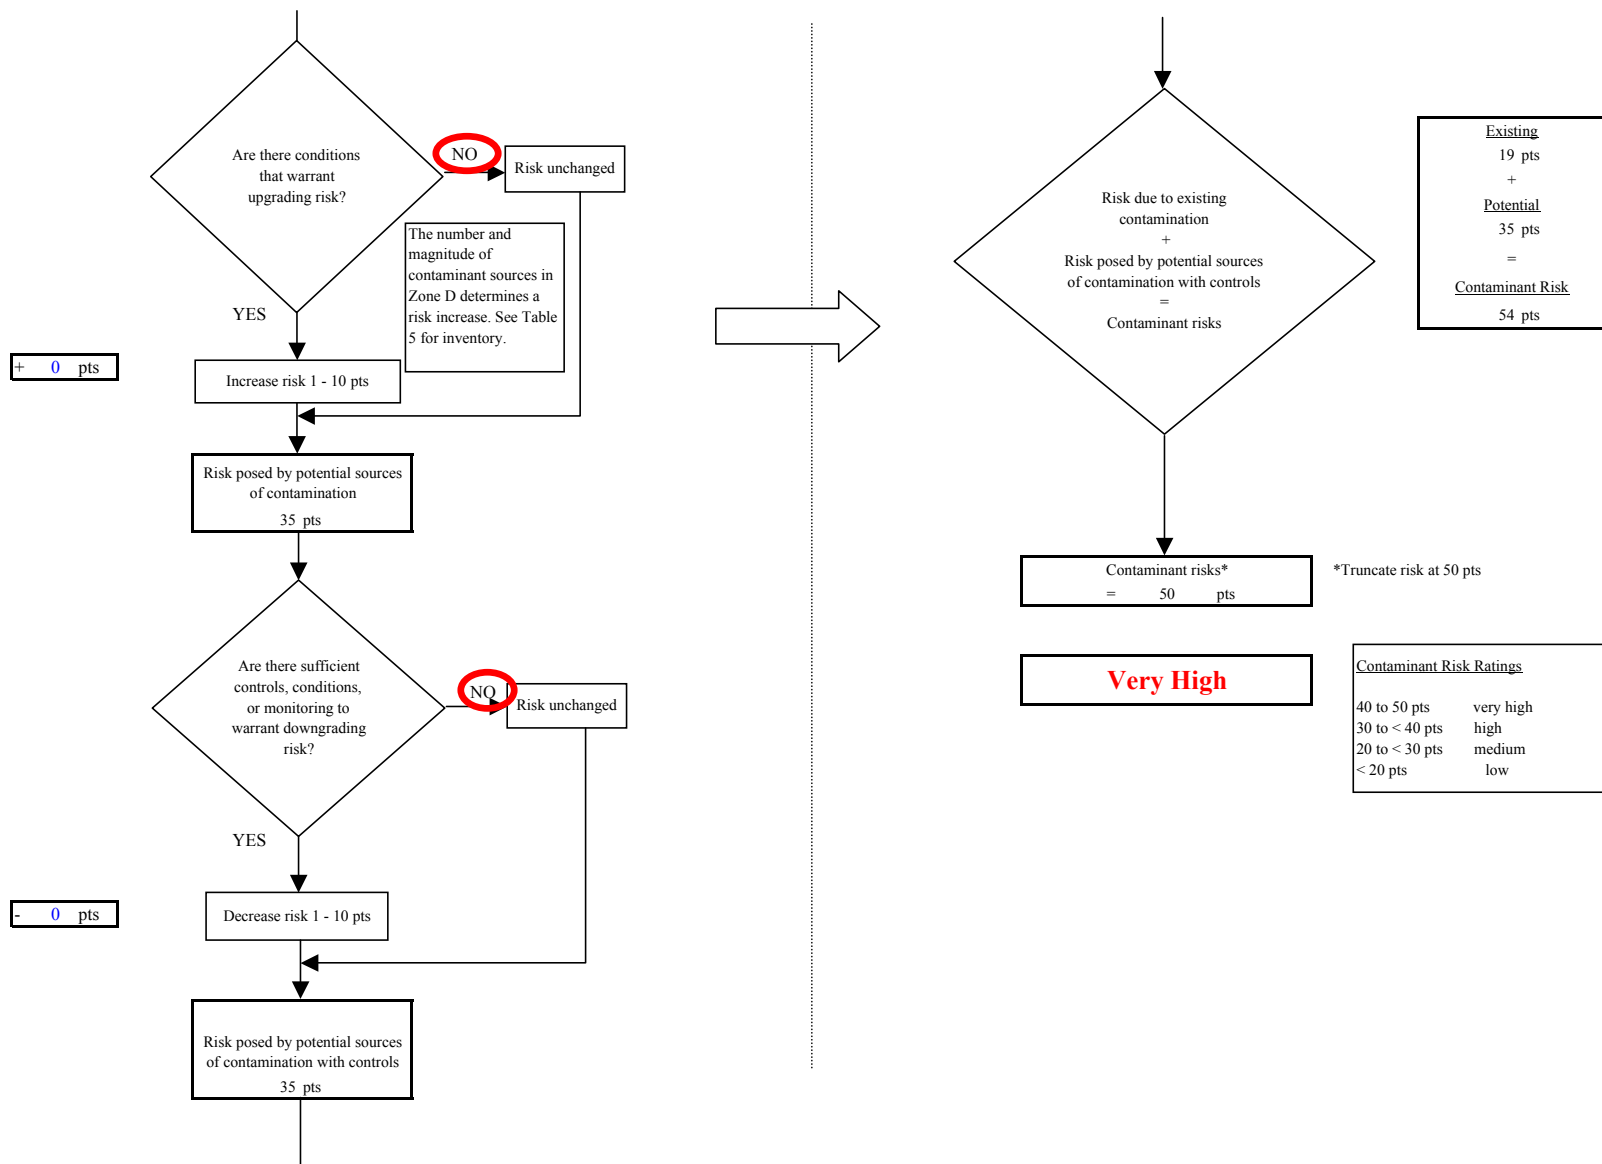 Are there conditions
that warrant
upgrading risk?
NO
Risk unchanged
The number and
magnitude of
contaminant sources in
Zone D determines a
risk increase. See Table
5 for inventory.
YES
+ 0 pts
Increase risk 1 - 10 pts
Risk posed by potential sources
of contamination
35 pts
Are there sufficient
controls, conditions,
or monitoring to
warrant downgrading
risk?
NO
Risk unchanged
YES
- 0 pts
Decrease risk 1 - 10 pts
Risk posed by potential sources
of contamination with controls
35 pts
Risk due to existing
contamination
+
Risk posed by potential sources
of contamination with controls
=
Contaminant risks
Existing
19 pts
+
Potential
35 pts
=
Contaminant Risk
54 pts
Contaminant risks*
= 50 pts
*Truncate risk at 50 pts
Very High
Contaminant Risk Ratings
40 to 50 pts very high
30 to < 40 pts high
20 to < 30 pts medium
< 20 pts low